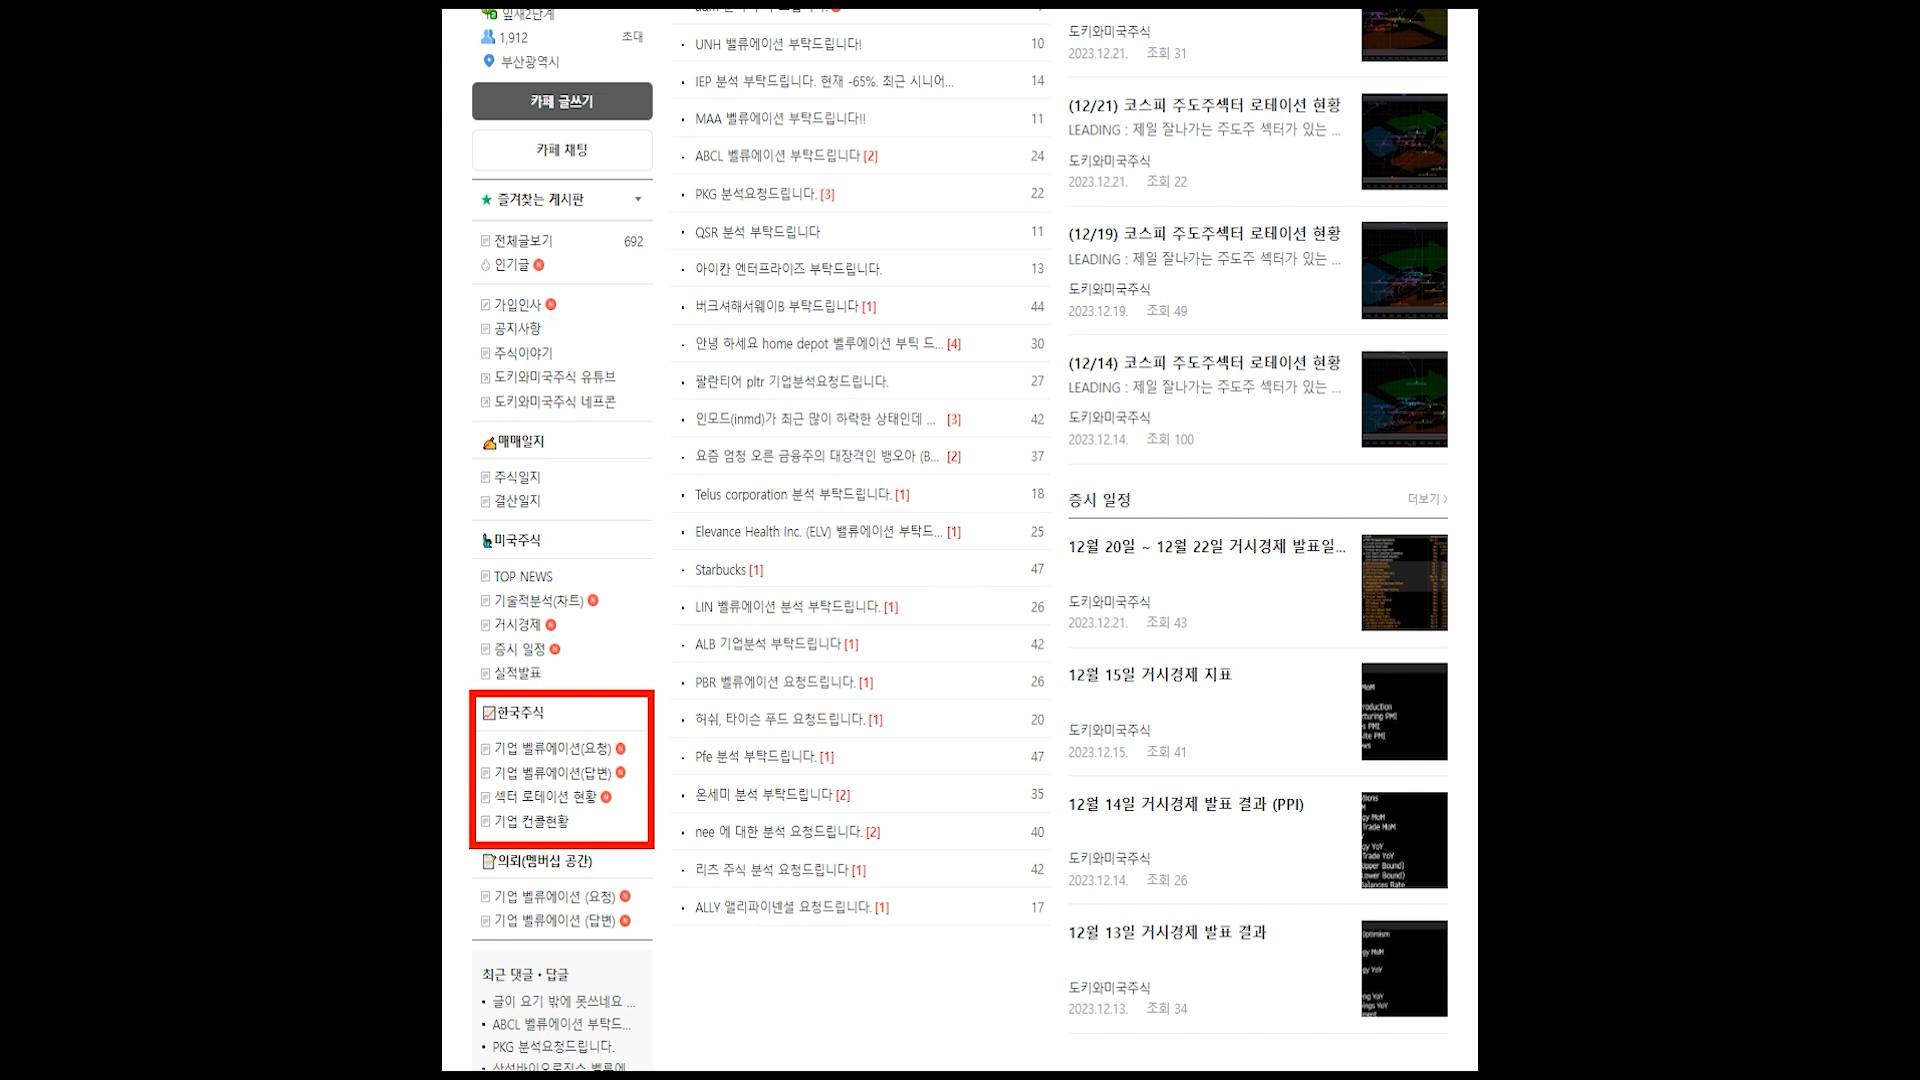 잎새2단계
1,912
초대
부산광역시
카페 글쓰기
카페 채팅
즐겨찾는 게시판
전체글보기 692
인기글
가입인사
공지사항
주식이야기
도키와미국주식 유튜브
도키와미국주식 네프콘
매매일지
주식일지
결산일지
미국주식
TOP NEWS
기술적분석(차트)
거시경제
증시 일정
실적발표
한국주식
기업 벨류에이션(요청)
기업 벨류에이션(답변)
섹터 로테이션 현황
기업 컨콜현황
의뢰(멤버십 공간)
기업 벨류에이션 (요청)
기업 벨류에이션 (답변)
최근 댓글 • 답글
글이 요기 밖에 못쓰네요 ...
ABCL 벨류에이션 부탁드...
PKG 분석요청드립니다.
UNH 밸류에이션 부탁드립니다! 10
IEP 분석 부탁드립니다. 현재 -65%. 최근 시니어... 14
MAA 벨류에이션 부탁드립니다!! 11
ABCL 벨류에이션 부탁드립니다 [2] 24
PKG 분석요청드립니다. [3] 22
QSR 분석 부탁드립니다 11
아이칸 엔터프라이즈 부탁드립니다. 13
버크셔해서웨이B 부탁드립니다 [1] 44
안녕 하세요 home depot 벨루에이션 부틱 드... [4] 30
팔란티어 pltr 기업분석요청드립니다. 27
인모드(inmd)가 최근 많이 하락한 상태인데 ... [3] 42
요즘 엄청 오른 금융주의 대장격인 뱅오아 (B... [2] 37
Telus corporation 분석 부탁드립니다. [1] 18
Elevance Health Inc. (ELV) 밸류에이션 부탁드... [1] 25
Starbucks [1] 47
LIN 벨류에이션 분석 부탁드립니다. [1] 26
ALB 기업분석 부탁드립니다 [1] 42
PBR 벨류에이션 요청드립니다. [1] 26
허쉬, 타이슨 푸드 요청드립니다. [1] 20
Pfe 분석 부탁드립니다. [1] 47
온세미 분석 부탁드립니다 [2] 35
nee 에 대한 분석 요청드립니다. [2] 40
리츠 주식 분석 요청드립니다 [1] 42
ALLY 앨리파이넨셜 요청드립니다. [1] 17
도키와미국주식
2023.12.21. 조회 31
(12/21) 코스피 주도주섹터 로테이션 현황
LEADING : 제일 잘나가는 주도주 섹터가 있는 ...
도키와미국주식
2023.12.21. 조회 22
(12/19) 코스피 주도주섹터 로테이션 현황
LEADING : 제일 잘나가는 주도주 섹터가 있는 ...
도키와미국주식
2023.12.19. 조회 49
(12/14) 코스피 주도주섹터 로테이션 현황
LEADING : 제일 잘나가는 주도주 섹터가 있는 ...
도키와미국주식
2023.12.14. 조회 100
증시 일정 더보기
12월 20일 ~ 12월 22일 거시경제 발표일...
도키와미국주식
2023.12.21. 조회 43
12월 15일 거시경제 지표
도키와미국주식
2023.12.15. 조회 41
12월 14일 거시경제 발표 결과 (PPI)
도키와미국주식
2023.12.14. 조회 26
12월 13일 거시경제 발표 결과
도키와미국주식
2023.12.13. 조회 34